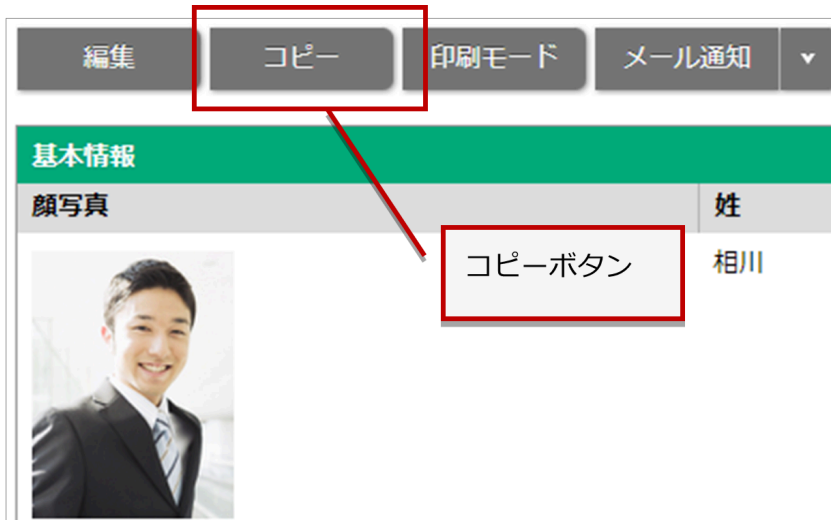 編集 コピー 印刷モード メール通知 ▼
基本情報
顔写真 姓
相川
コピーボタン